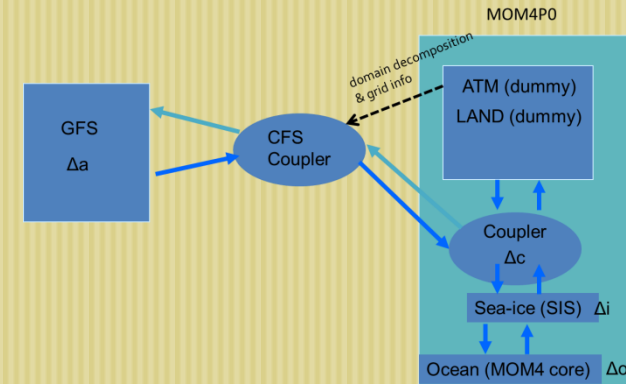 MOM4P0
domain decomposition
& grid info
ATM (dummy)
LAND (dummy)
GFS
Δa
CFS
Coupler
Coupler
Δc
Sea-ice (SIS) Δi
Ocean (MOM4 core) Δo